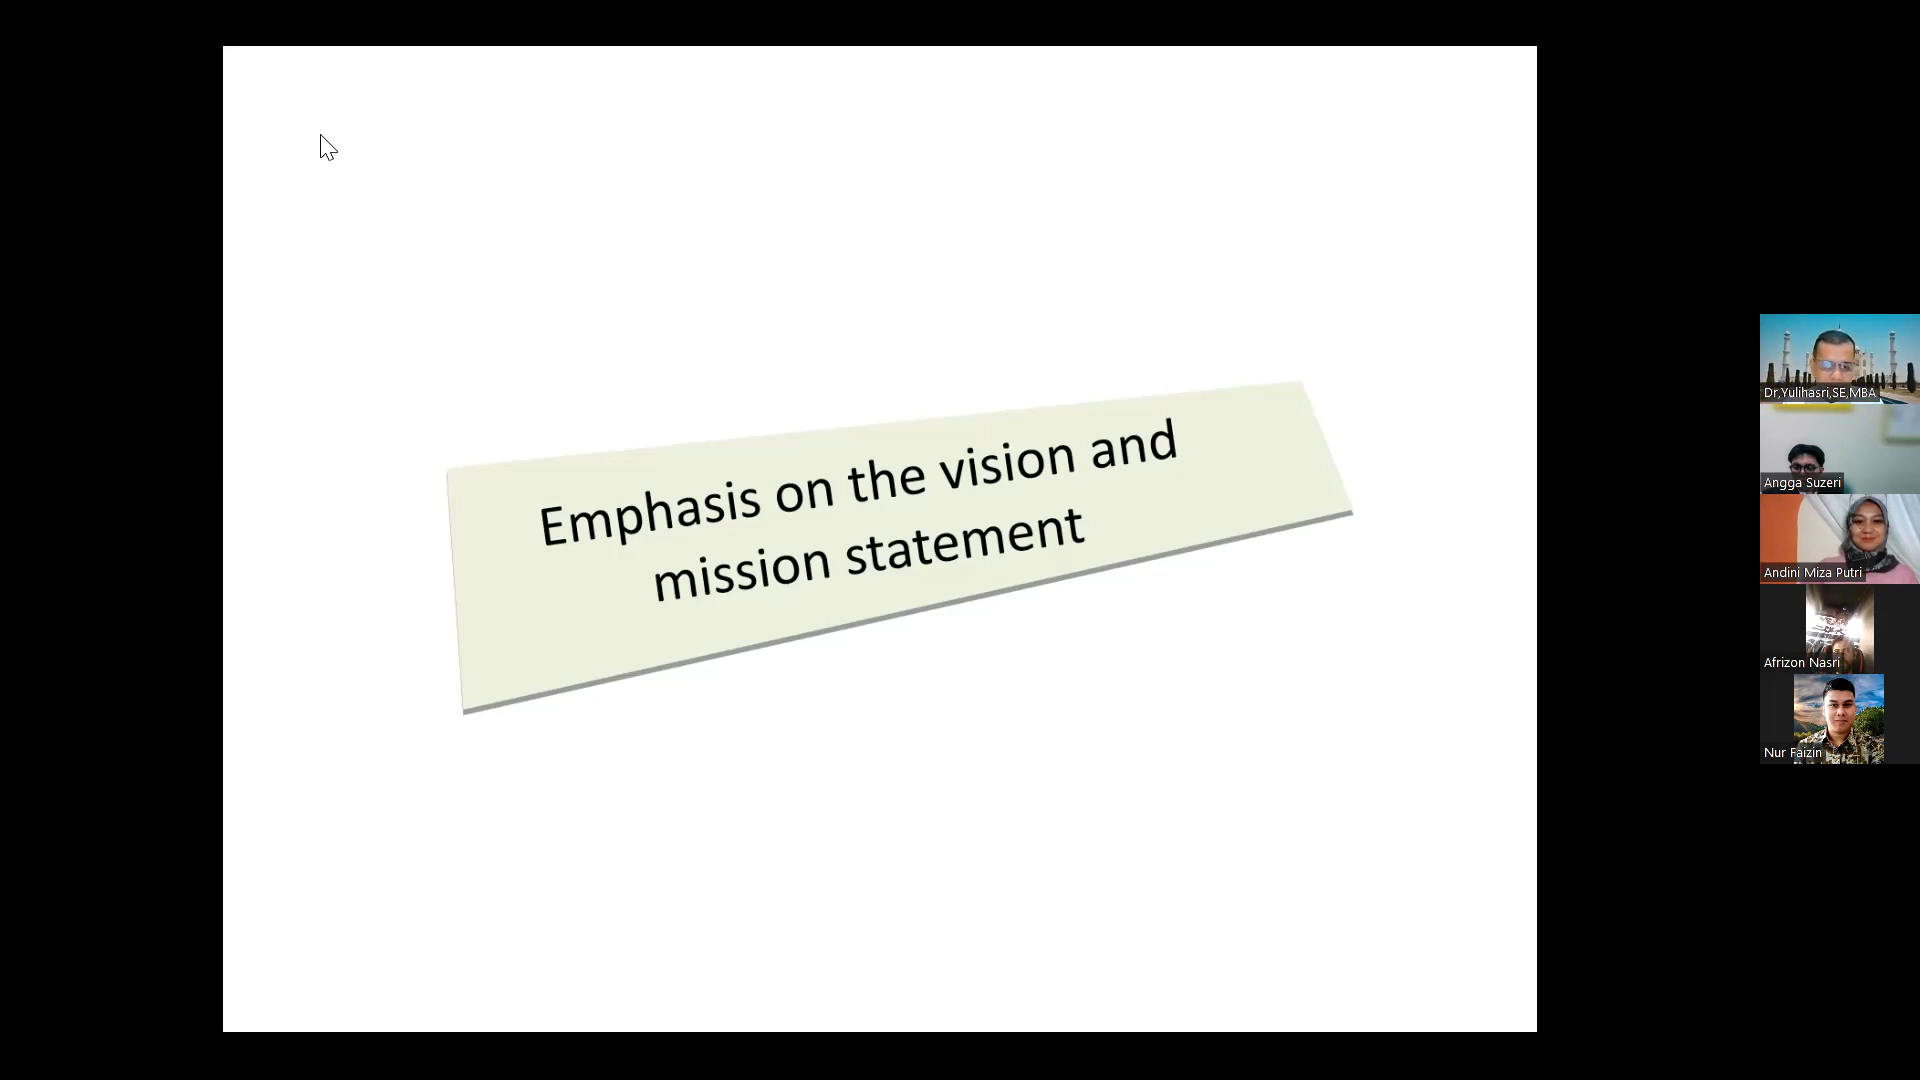 Emphasis on the vision and
mission statement
Dr,Yulihasri,SE,MBA
Angga Suzeri
Andini Miza Putri
Afrizon Nasri
Nur Faizin